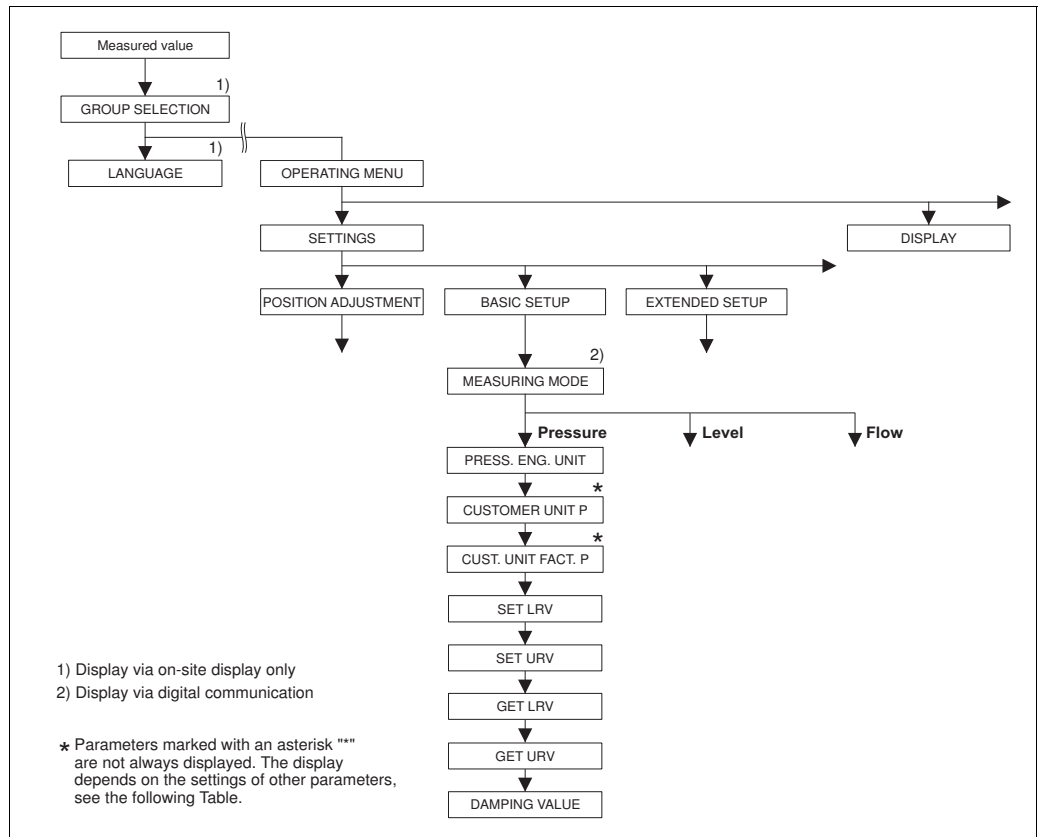 Measured value
1)
GROUP SELECTION
1)
LANGUAGE
OPERATING MENU
SETTINGS
DISPLAY
POSITION ADJUSTMENT
BASIC SETUP
EXTENDED SETUP
2)
MEASURING MODE
Pressure
Level
Flow
PRESS. ENG. UNIT
*
CUSTOMER UNIT P
*
CUST. UNIT FACT. P
SET LRV
SET URV
GET LRV
GET URV
DAMPING VALUE
1) Display via on-site display only
2) Display via digital communication
* Parameters marked with an asterisk "*"
are not always displayed. The display
depends on the settings of other parameters,
see the following Table.